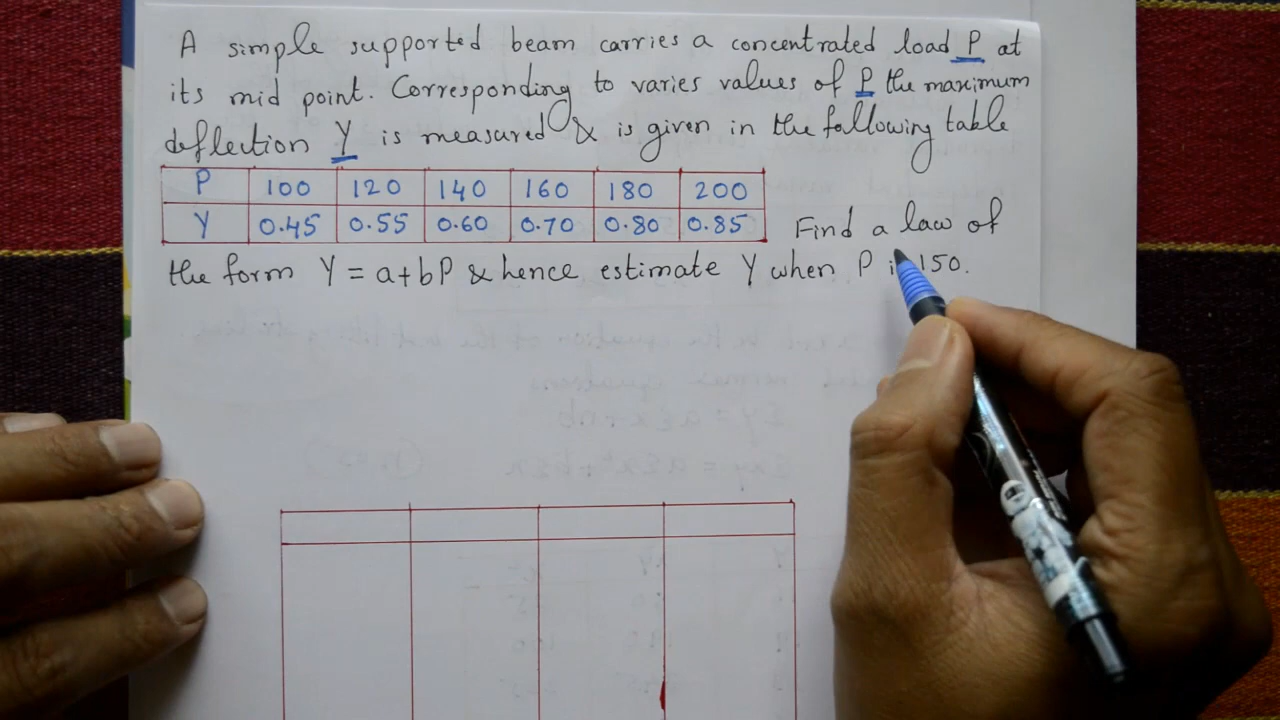 A simple supported beam carries a concentrated load P at
its mid point. Corresponding to varies values of P the maximum
deflection Y is measured & is given in the following table
P 100 120 140 160 180 200
Y 0.45 0.55 0.60 0.70 0.80 0.85 Find a law of
the form Y = a+bP & hence estimate Y when P is 150.